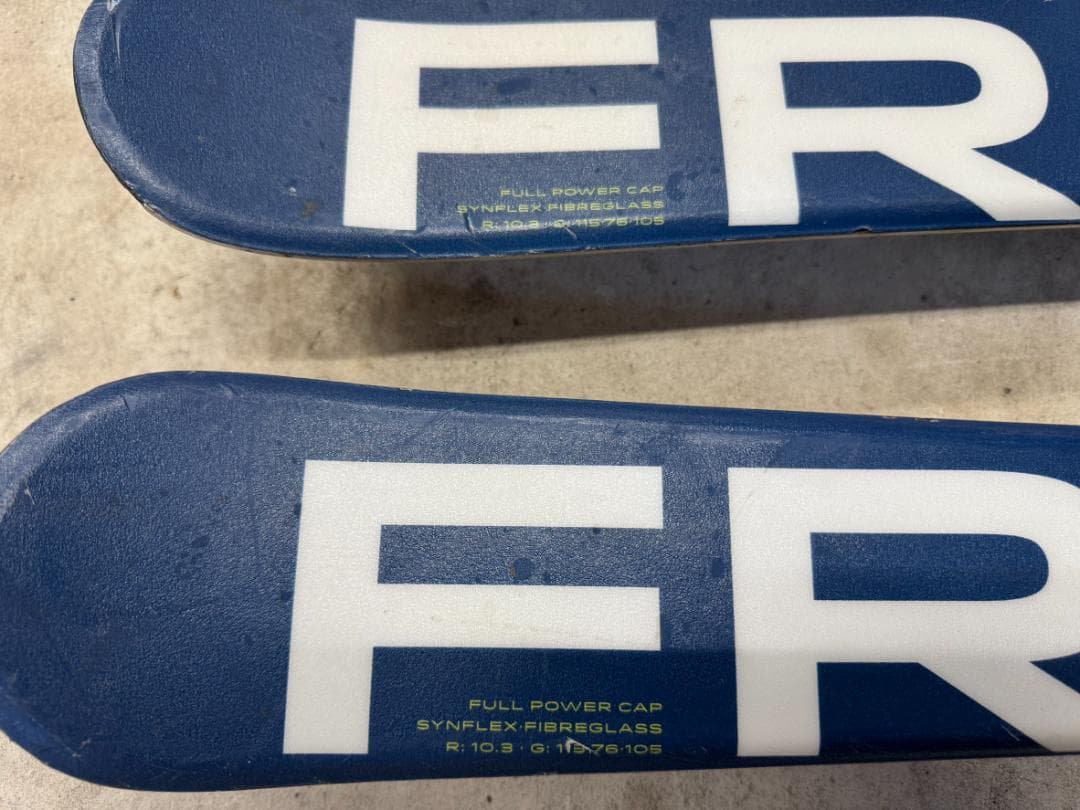 FR
FULL POWER CAP
SYNFLEX·FIBREGLASS
R: 10.3 · G: 115·76·105
FR
FULL POWER CAP
SYNFLEX·FIBREGLASS
R: 10.3 · G: 76·105